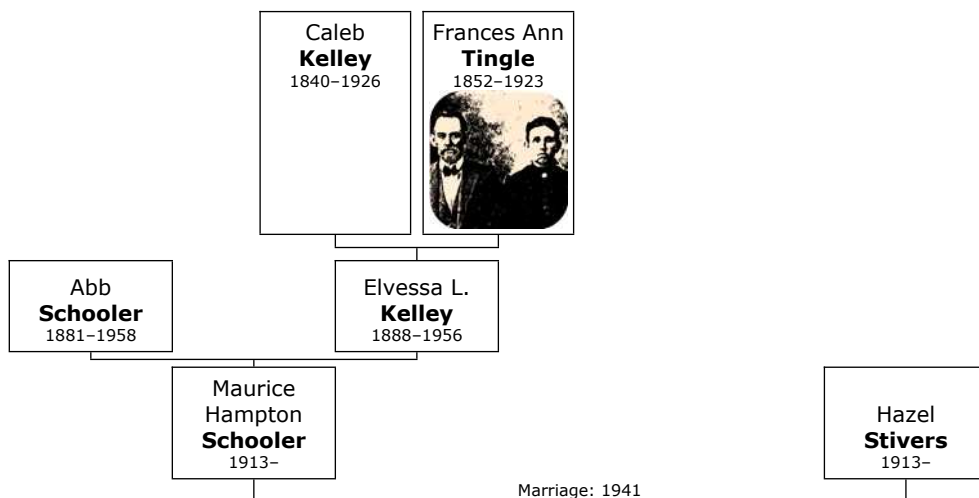 Caleb
Kelley
1840–1926
Frances Ann
Tingle
1852–1923
Abb
Schooler
1881–1958
Elvessa L.
Kelley
1888–1956
Maurice
Hampton
Schooler
1913–
Hazel
Stivers
1913–
Marriage: 1941